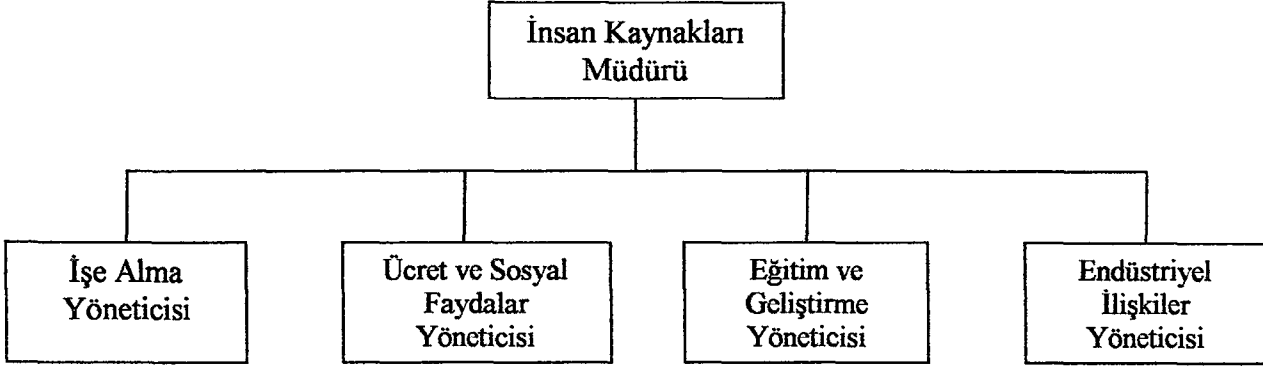 İnsan Kaynakları
Müdürü
İşe Alma
Yöneticisi
Ücret ve Sosyal
Faydalar
Yöneticisi
Eğitim ve
Geliştirme
Yöneticisi
Endüstriyel
İlişkiler
Yöneticisi